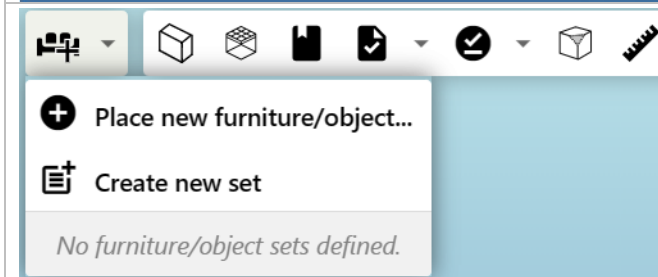 Place new furniture/object...
Create new set
No furniture/object sets defined.